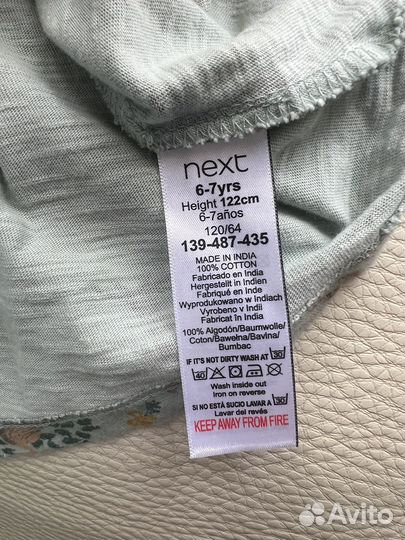 next
6-7yrs
Height 122cm
6-7años
120/64
139-487-435
MADE IN INDIA
100% COTTON
Fabricado en India
Hergestellt in Indien
Fabriqué en Inde
Wyprodukowano w Indiach
Vyrobeno v Indii
Fabricat în India
100% Algodón/Baumwolle/
Coton/Bawełna/Bavlna/
Bumbac
IF IT'S NOT DIRTY WASH AT 30
40
Wash inside out
Iron on reverse
SI NO ESTÁ SUCIO LAVAR A 30
Lavar del revés
KEEP AWAY FROM FIRE
Avito